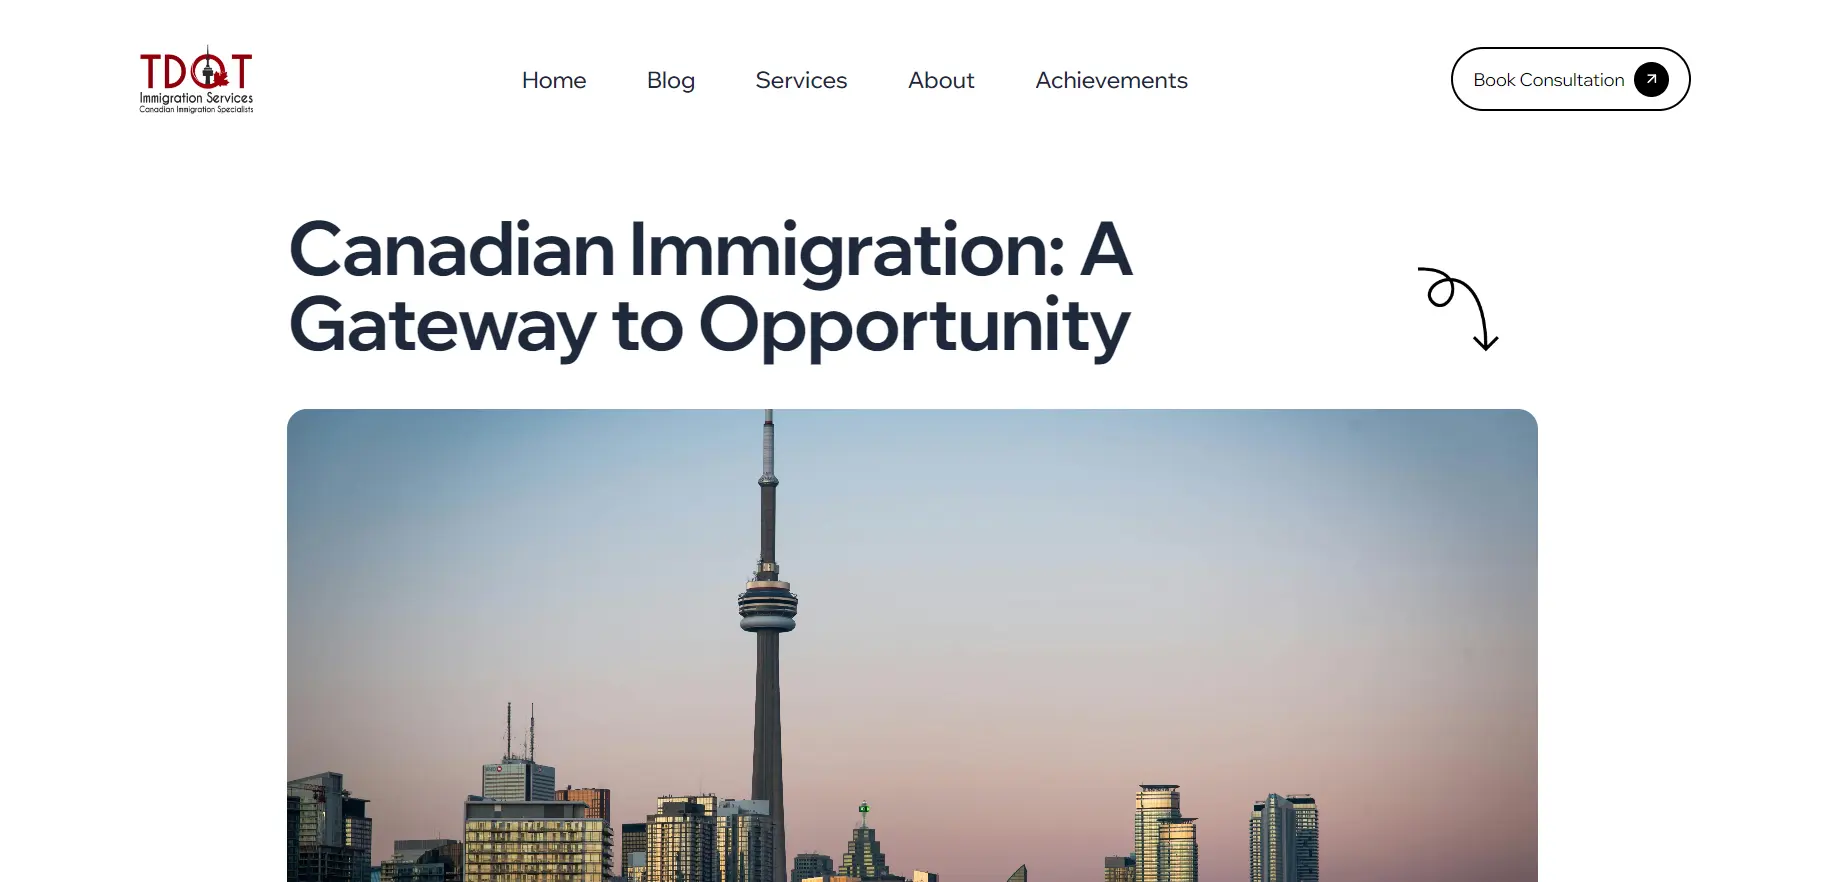 TDOT
Immigration Services
Canadian Immigration Specialists
Home
Blog
Services
About
Achievements
Book Consultation
Canadian Immigration: A
Gateway to Opportunity